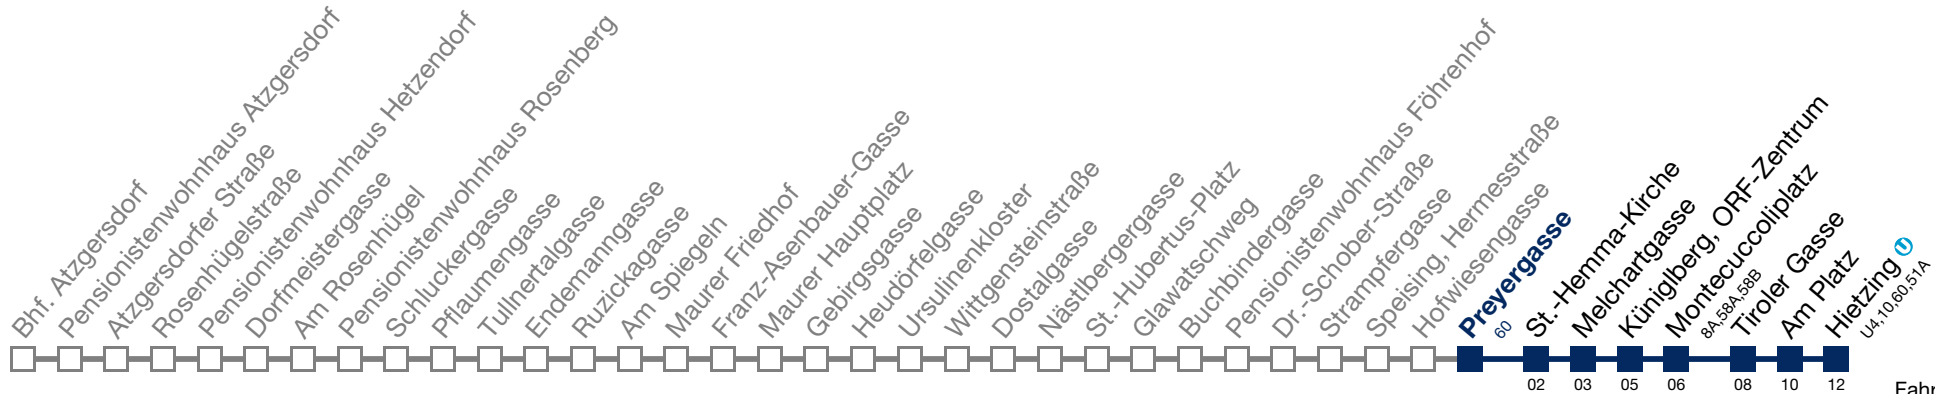 Bhf. Atzgersdorf
Pensionistenwohnhaus Atzgersdorf
Atzgersdorfer Straße
Rosenhügelstraße
Pensionistenwohnhaus Hetzendorf
Dorfmeistergasse
Am Rosenhügel
Pensionistenwohnhaus Rosenberg
Schluckergasse
Pflaumengasse
Tullnertalgasse
Endemanngasse
Ruzickagasse
Am Spiegeln
Maurer Friedhof
Franz-Asenbauer-Gasse
Maurer Hauptplatz
Gebirgsgasse
Heudörfelgasse
Ursulinenkloster
Wittgensteinstraße
Dostalgasse
Nästlbergergasse
St.-Hubertus-Platz
Glawatschweg
Buchbindergasse
Pensionistenwohnhaus Föhrenhof
Dr.-Schober-Straße
Strampfergasse
Speising, Hermesstraße
Hofwiesengasse
Preyergasse
60
St.-Hemma-Kirche
Melchartgasse
Küniglberg, ORF-Zentrum
Montecuccoliplatz
8A,58A,58B
Tiroler Gasse
Am Platz
Hietzing U
U4,10,60,51A
02 03 05 06 08 10 12
Fahr